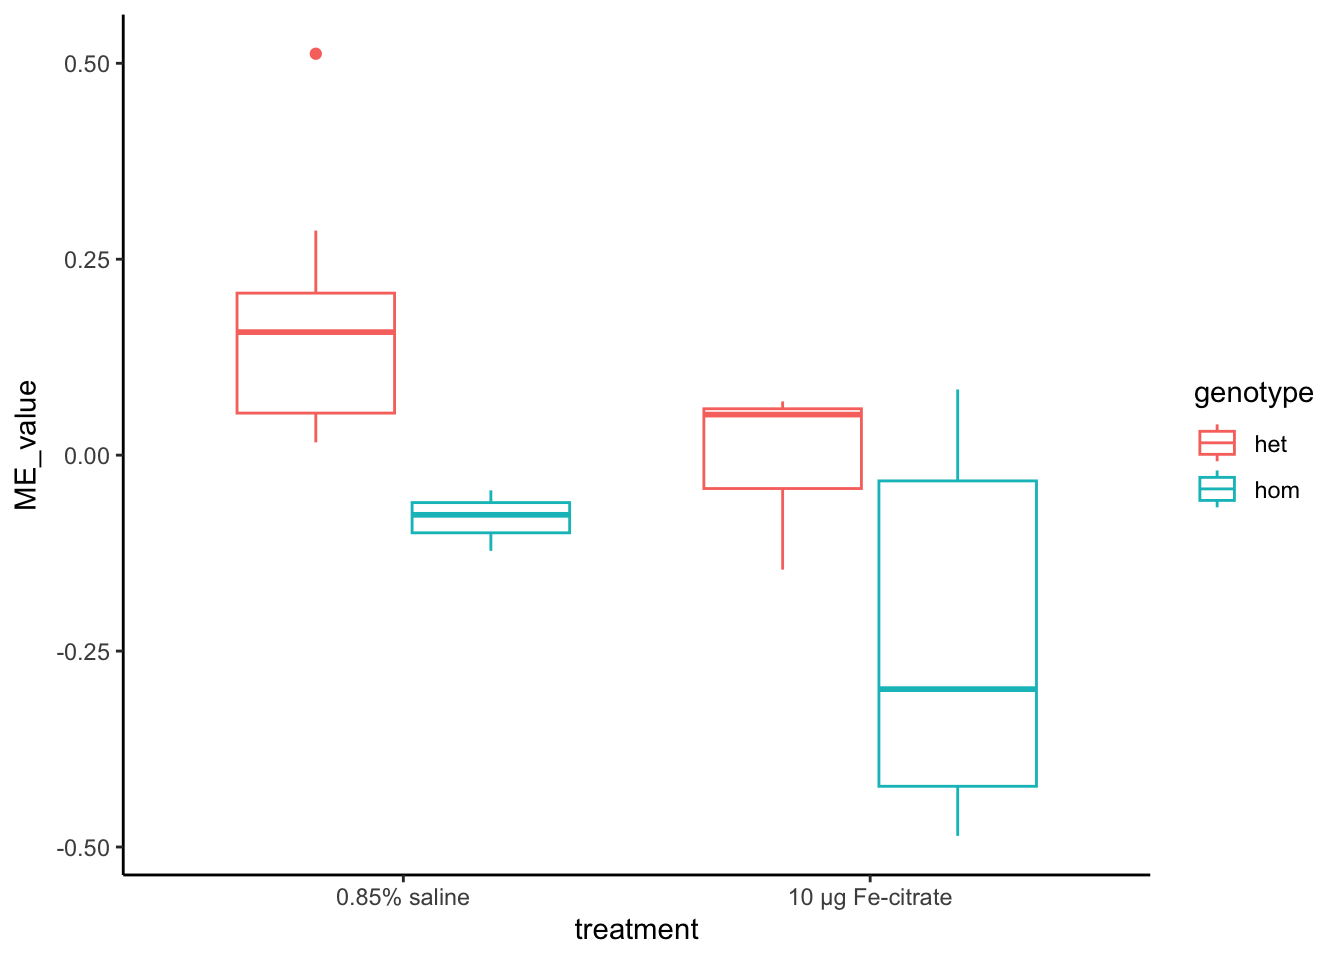 ME_value
0.50
0.25
0.00
-0.25
-0.50
0.85% saline
10 µg Fe-citrate
treatment
genotype
het
hom